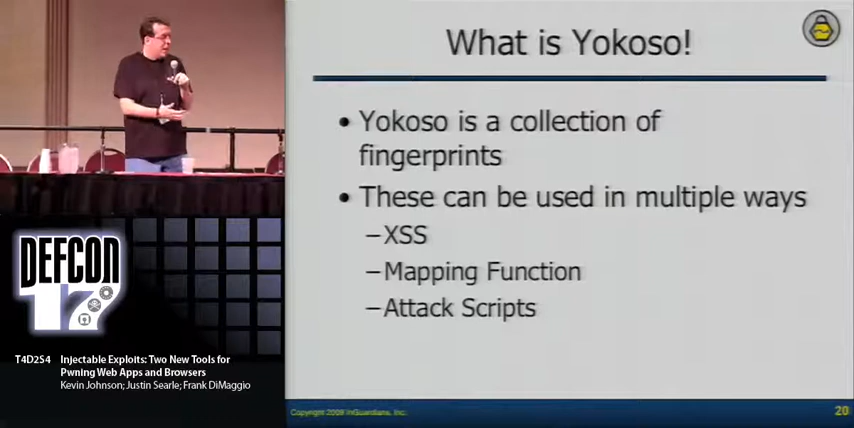 What is Yokoso!
• Yokoso is a collection of
fingerprints
• These can be used in multiple ways
–XSS
–Mapping Function
–Attack Scripts
DEFCON
17
T4D2S4 Injectable Exploits: Two New Tools for
Pwning Web Apps and Browsers
Kevin Johnson; Justin Searle; Frank DiMaggio
Copyright 2009 InGuardians, Inc.
20